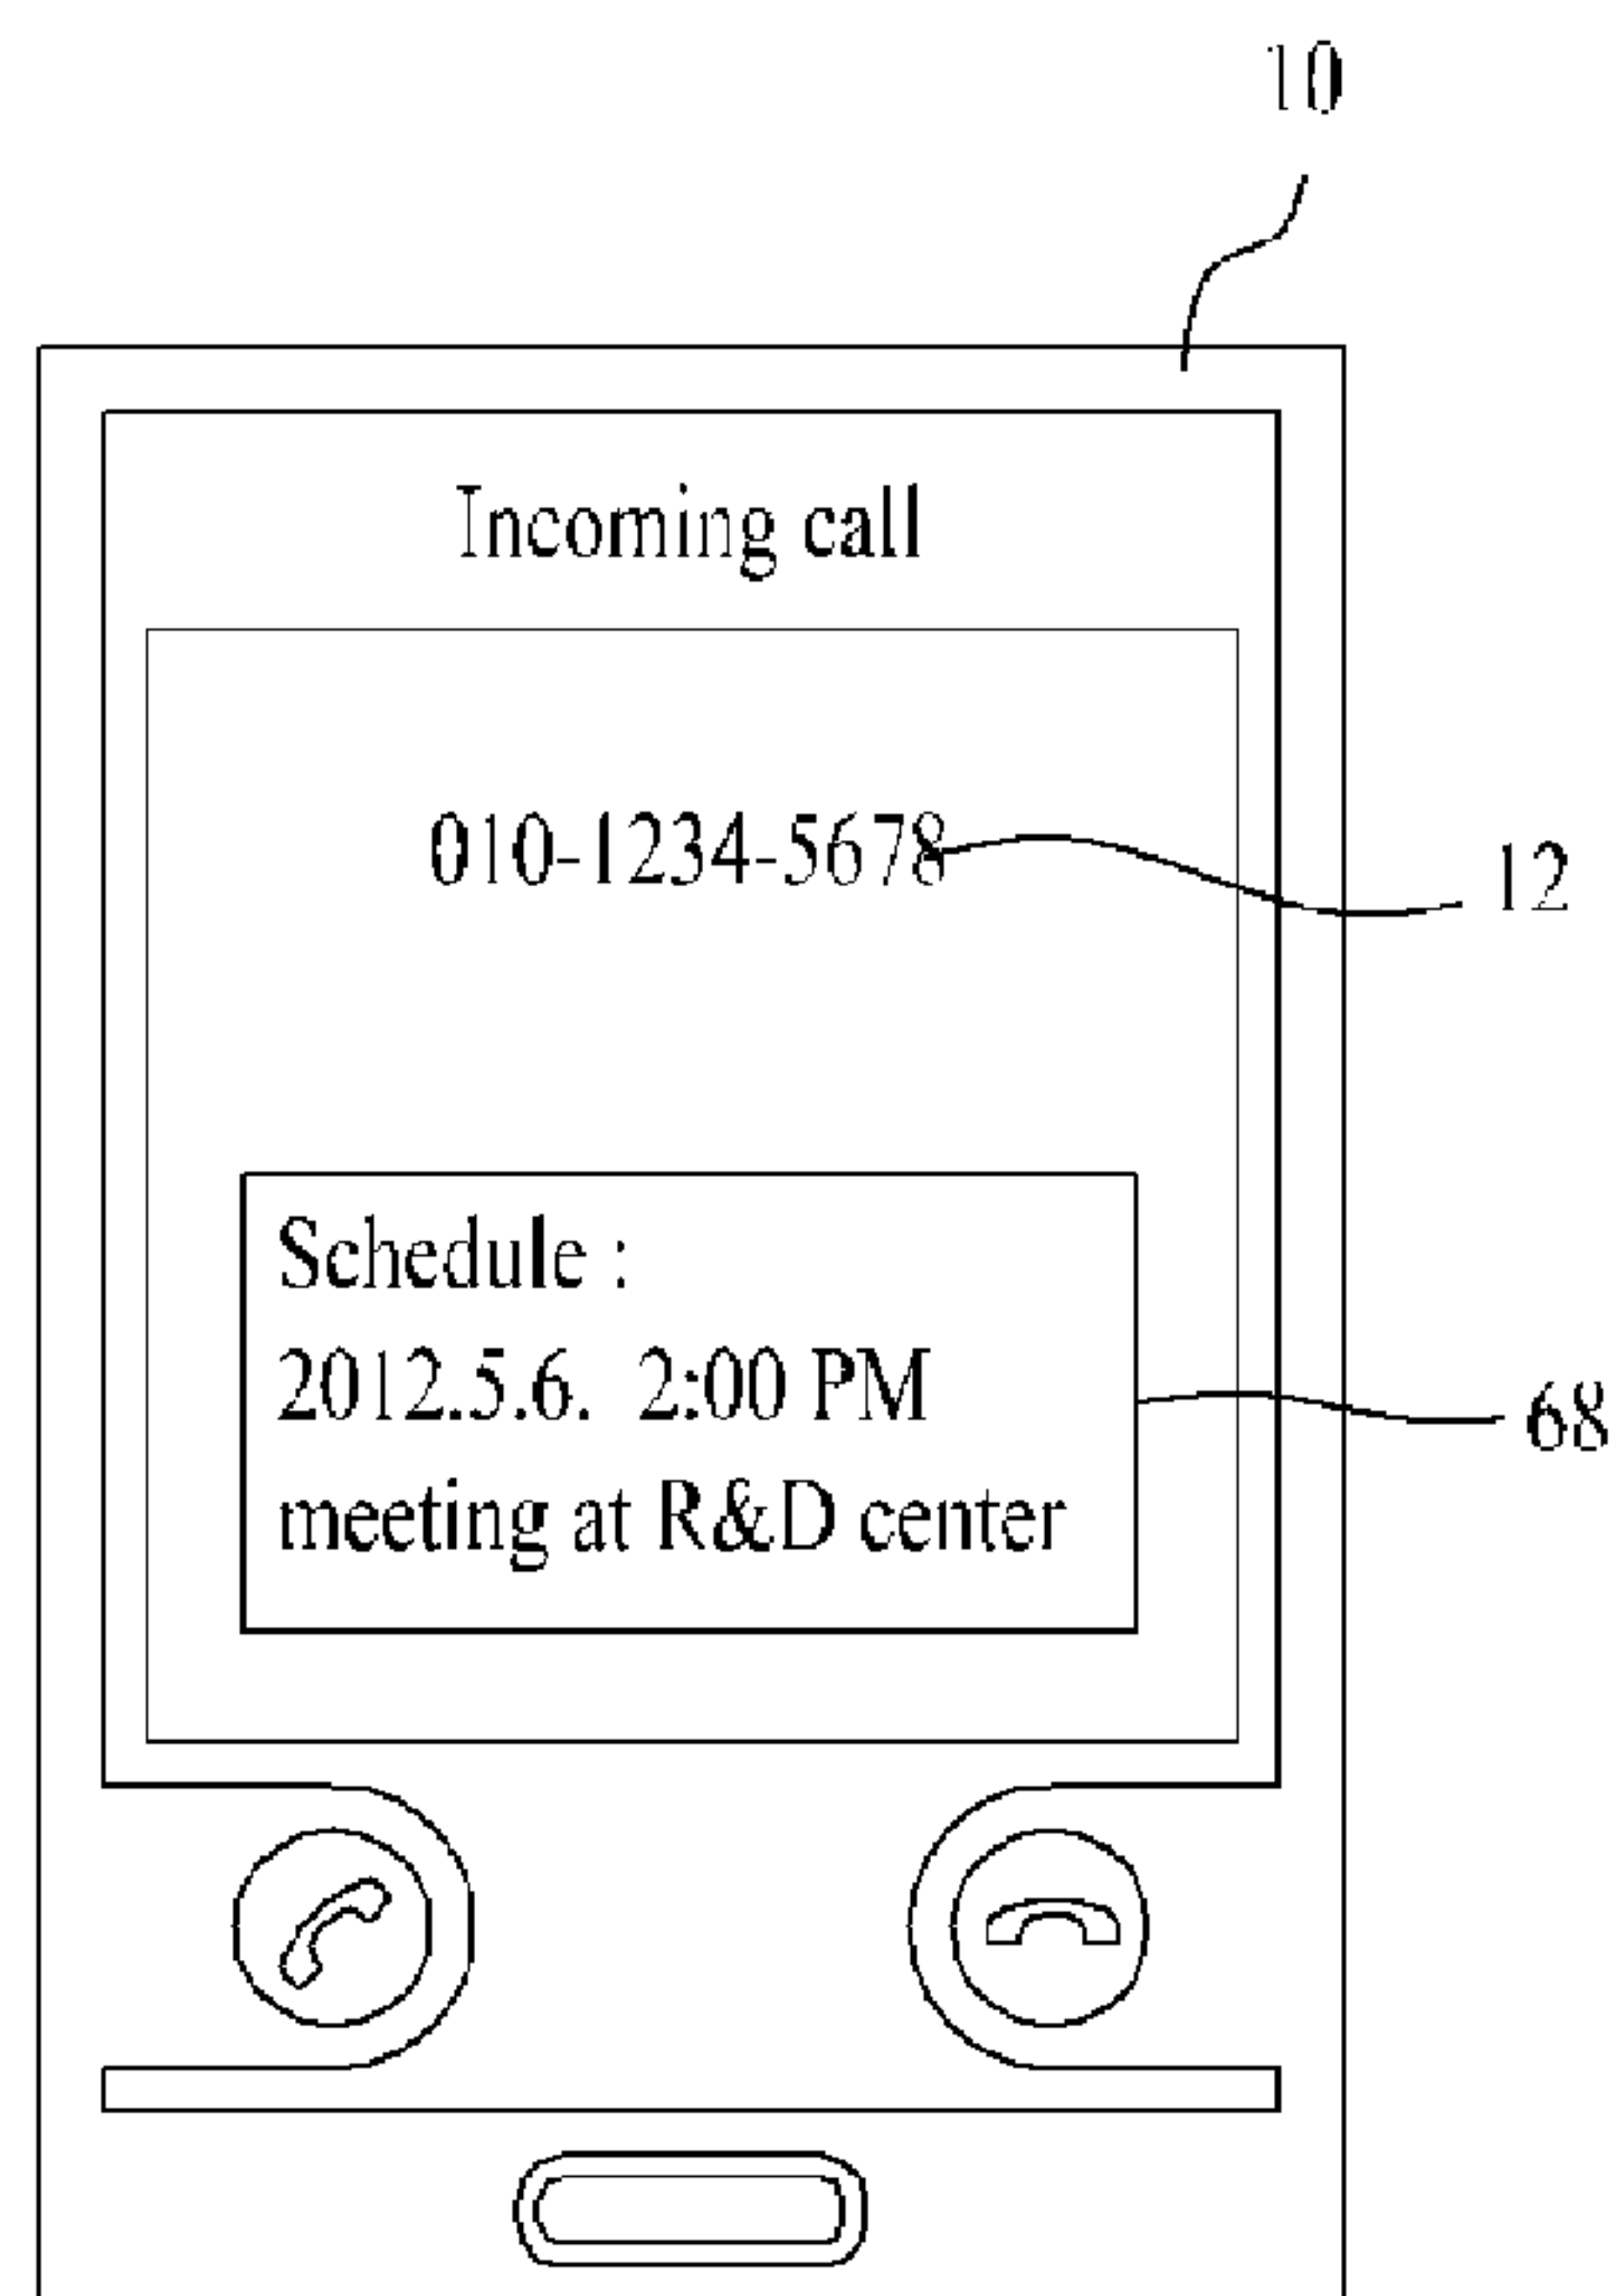 10
Incoming call
010-1234-5678
12
Schedule :
2012.5.6. 2:00 PM
68
meeting at R&D center